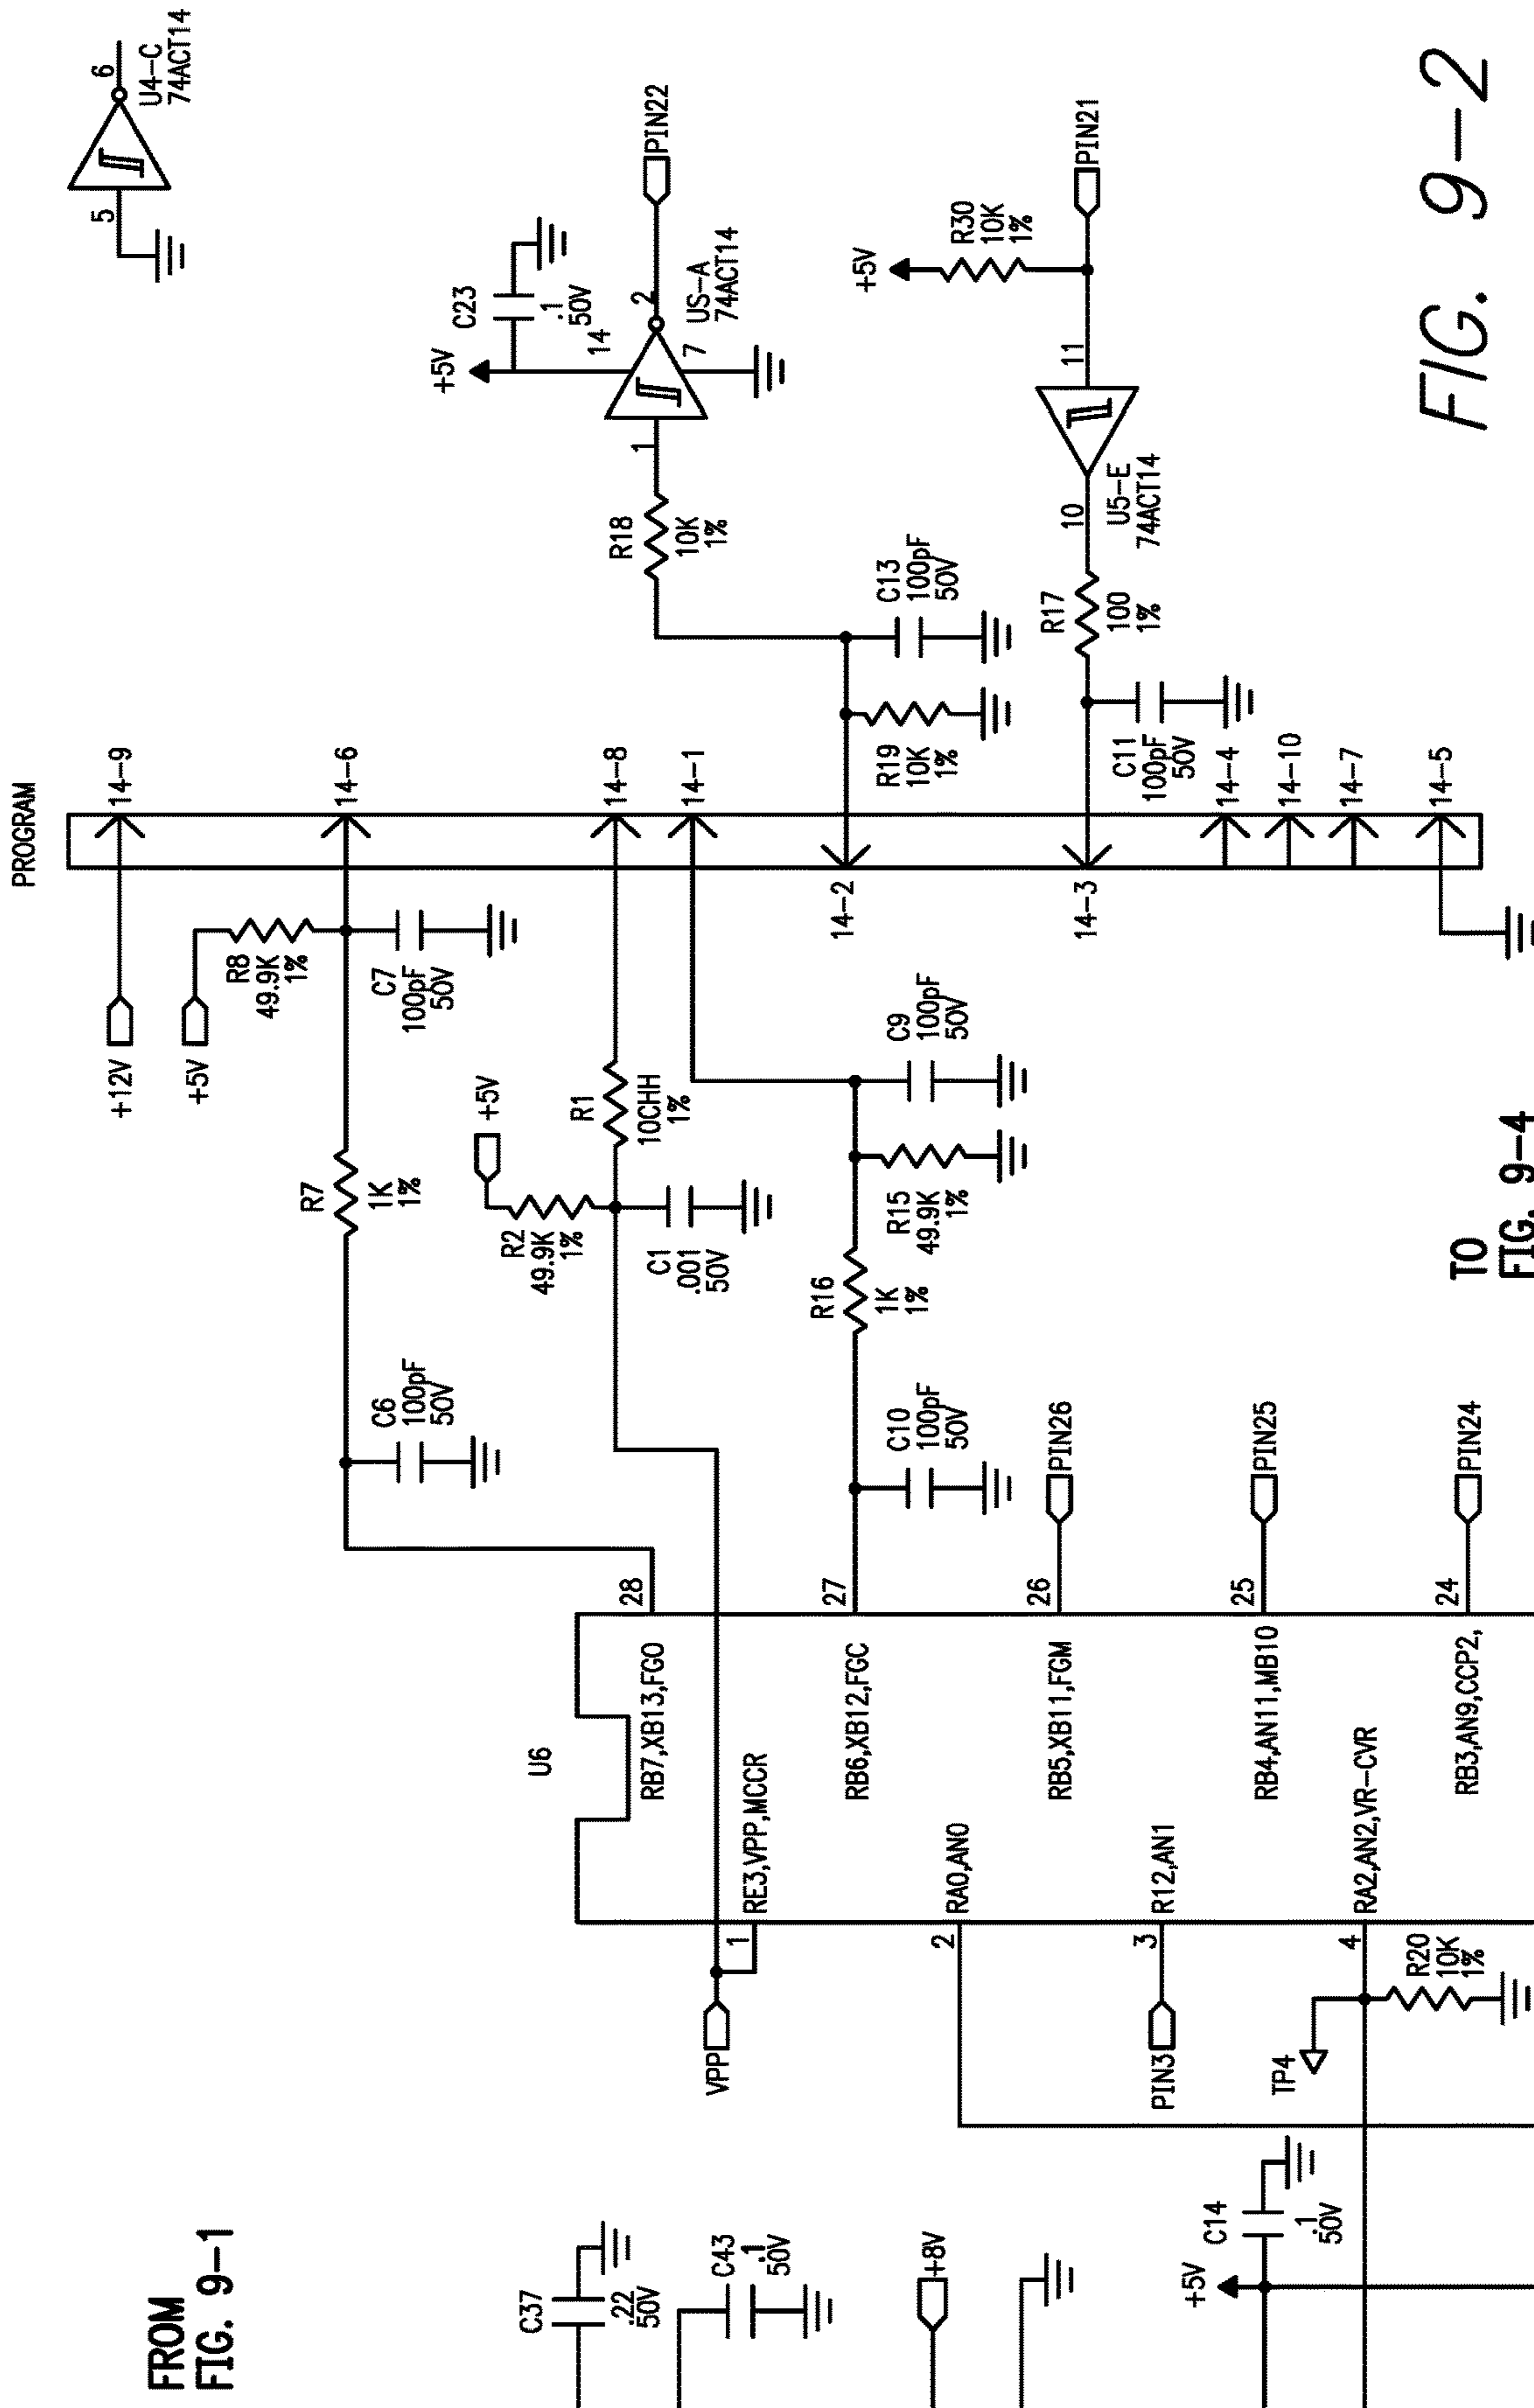 FROM
FIG. 9-1
C37
.22
50V
C43
.1
50V
+8V
+5V
C14
.1
50V
VPP
PIN3
TP4
R20
10K
1%
1
2
3
4
U6
RE3,VPP,MCCR
RA0,AN0
R12,AN1
RA2,AN2,VR-CVR
RB7,XB13,FGO
RB6,XB12,FGC
RB5,XB11,FGM
RB4,AN11,MB10
RB3,AN9,CCP2,
28
27
26
25
24
PIN26
PIN25
PIN24
C6
100pF
50V
R7
1K
1%
+12V
+5V
R8
49.9K
1%
C7
100pF
50V
+5V
R2
49.9K
1%
R1
10CHH
1%
C1
.001
50V
C10
100pF
50V
R16
1K
1%
R15
49.9K
1%
C9
100pF
50V
TO
FIG. 9-4
PROGRAM
14-9
14-6
14-8
14-1
14-2
14-3
14-4
14-10
14-7
14-5
R19
10K
1%
C13
100pF
50V
C11
100pF
50V
R18
10K
1%
R17
100
1%
+5V
C23
.1
50V
1
14
2
7
US-A
74ACT14
PIN22
10
U5-E
74ACT14
11
+5V
R30
10K
1%
PIN21
5
6
U4-C
74ACT14
FIG. 9-2